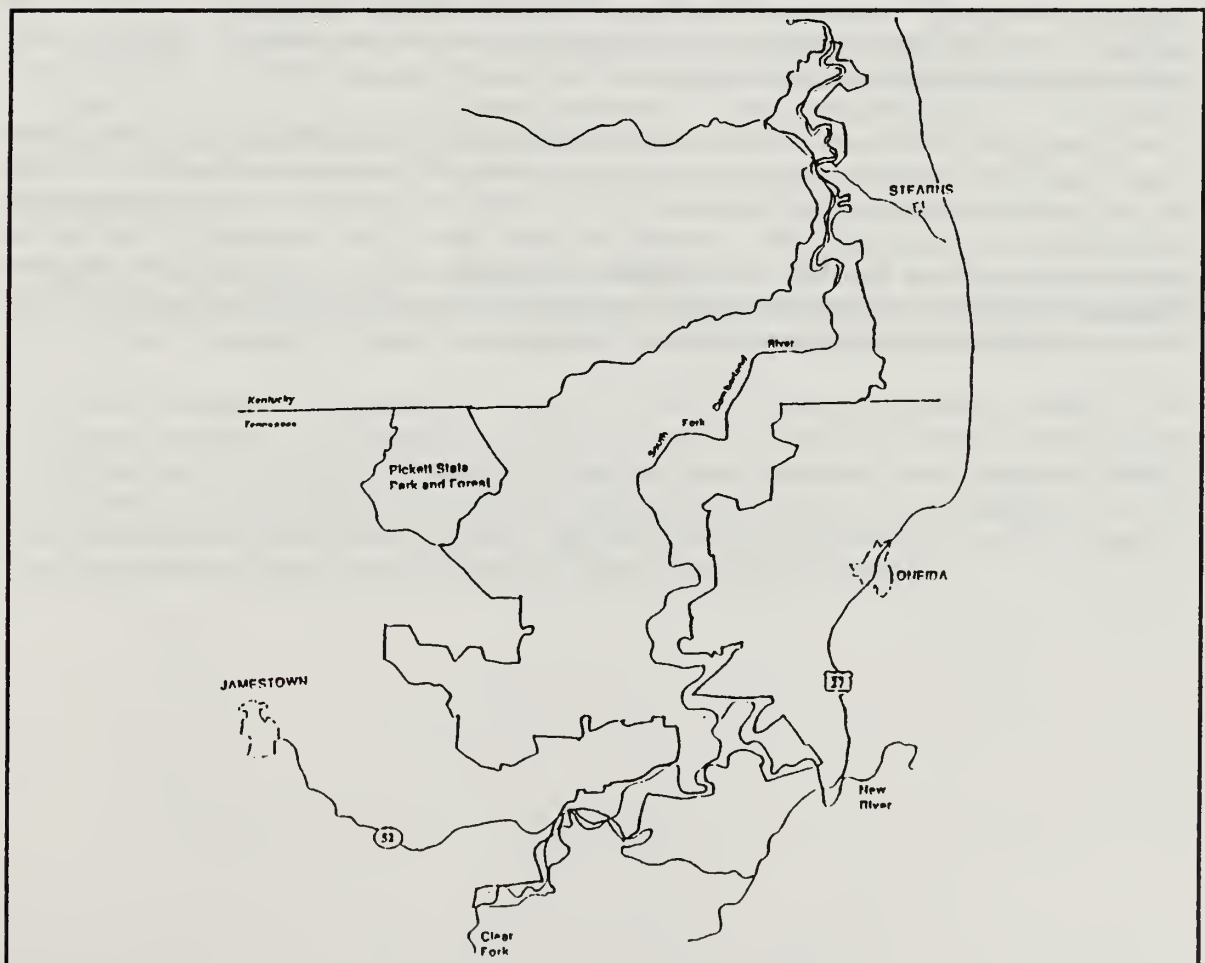 STEARNS
River
Cumberland
Fork
South
Kentucky
Tennessee
Pickett State
Park and Forest
ONEIDA
27
JAMESTOWN
New
River
52
Clear
Fork